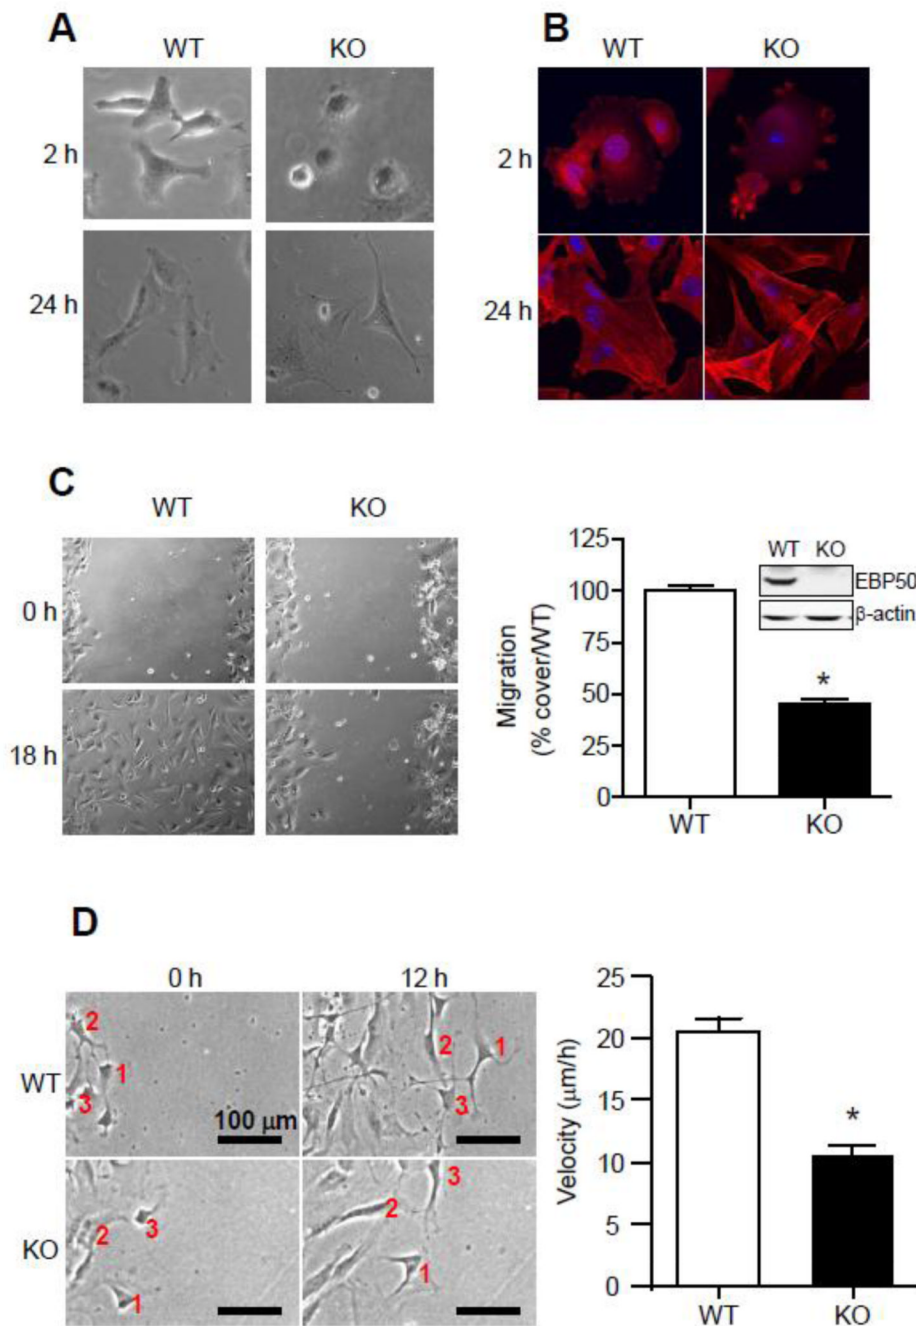 A
WT KO
2 h
24 h
B
WT KO
2 h
24 h
C
WT KO
0 h
18 h
125
100
75
50
25
0
Migration
(% cover/WT)
WT KO
EBP50
β-actin
*
WT KO
D
0 h 12 h
WT
2
1
3
100 μm
2
1
3
KO
3
2
1
3
2
1
25
20
15
10
5
0
Velocity (μm/h)
*
WT KO